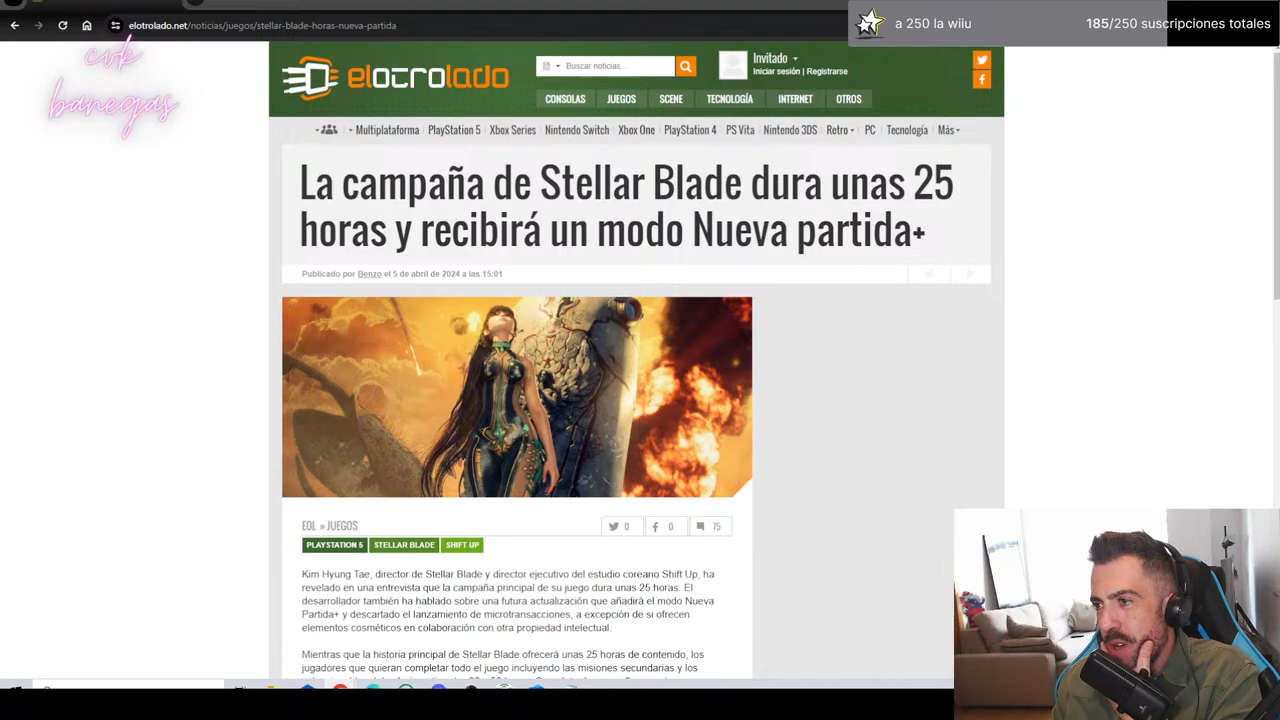 elotrolado.net/noticias/juegos/stellar-blade-horas-nueva-partida
a 250 la wiiu
185/250 suscripciones totales
cvk
banegas
elotrolado
Buscar noticias...
Invitado
Iniciar sesión | Registrarse
CONSOLAS JUEGOS SCENE TECNOLOGÍA INTERNET OTROS
Multiplataforma PlayStation 5 Xbox Series Nintendo Switch Xbox One PlayStation 4 PS Vita Nintendo 3DS Retro PC Tecnología Más
La campaña de Stellar Blade dura unas 25
horas y recibirá un modo Nueva partida+
Publicado por Benzo el 5 de abril de 2024 a las 15:01
EOL » JUEGOS
0 0 75
PLAYSTATION 5 STELLAR BLADE SHIFT UP
Kim Hyung Tae, director de Stellar Blade y director ejecutivo del estudio coreano Shift Up, ha
revelado en una entrevista que la campaña principal de su juego dura unas 25 horas. El
desarrollador también ha hablado sobre una futura actualización que añadirá el modo Nueva
Partida+ y descartado el lanzamiento de microtransacciones, a excepción de si ofrecen
elementos cosméticos en colaboración con otra propiedad intelectual.
Mientras que la historia principal de Stellar Blade ofrecerá unas 25 horas de contenido, los
jugadores que quieran completar todo el juego incluyendo las misiones secundarias y los